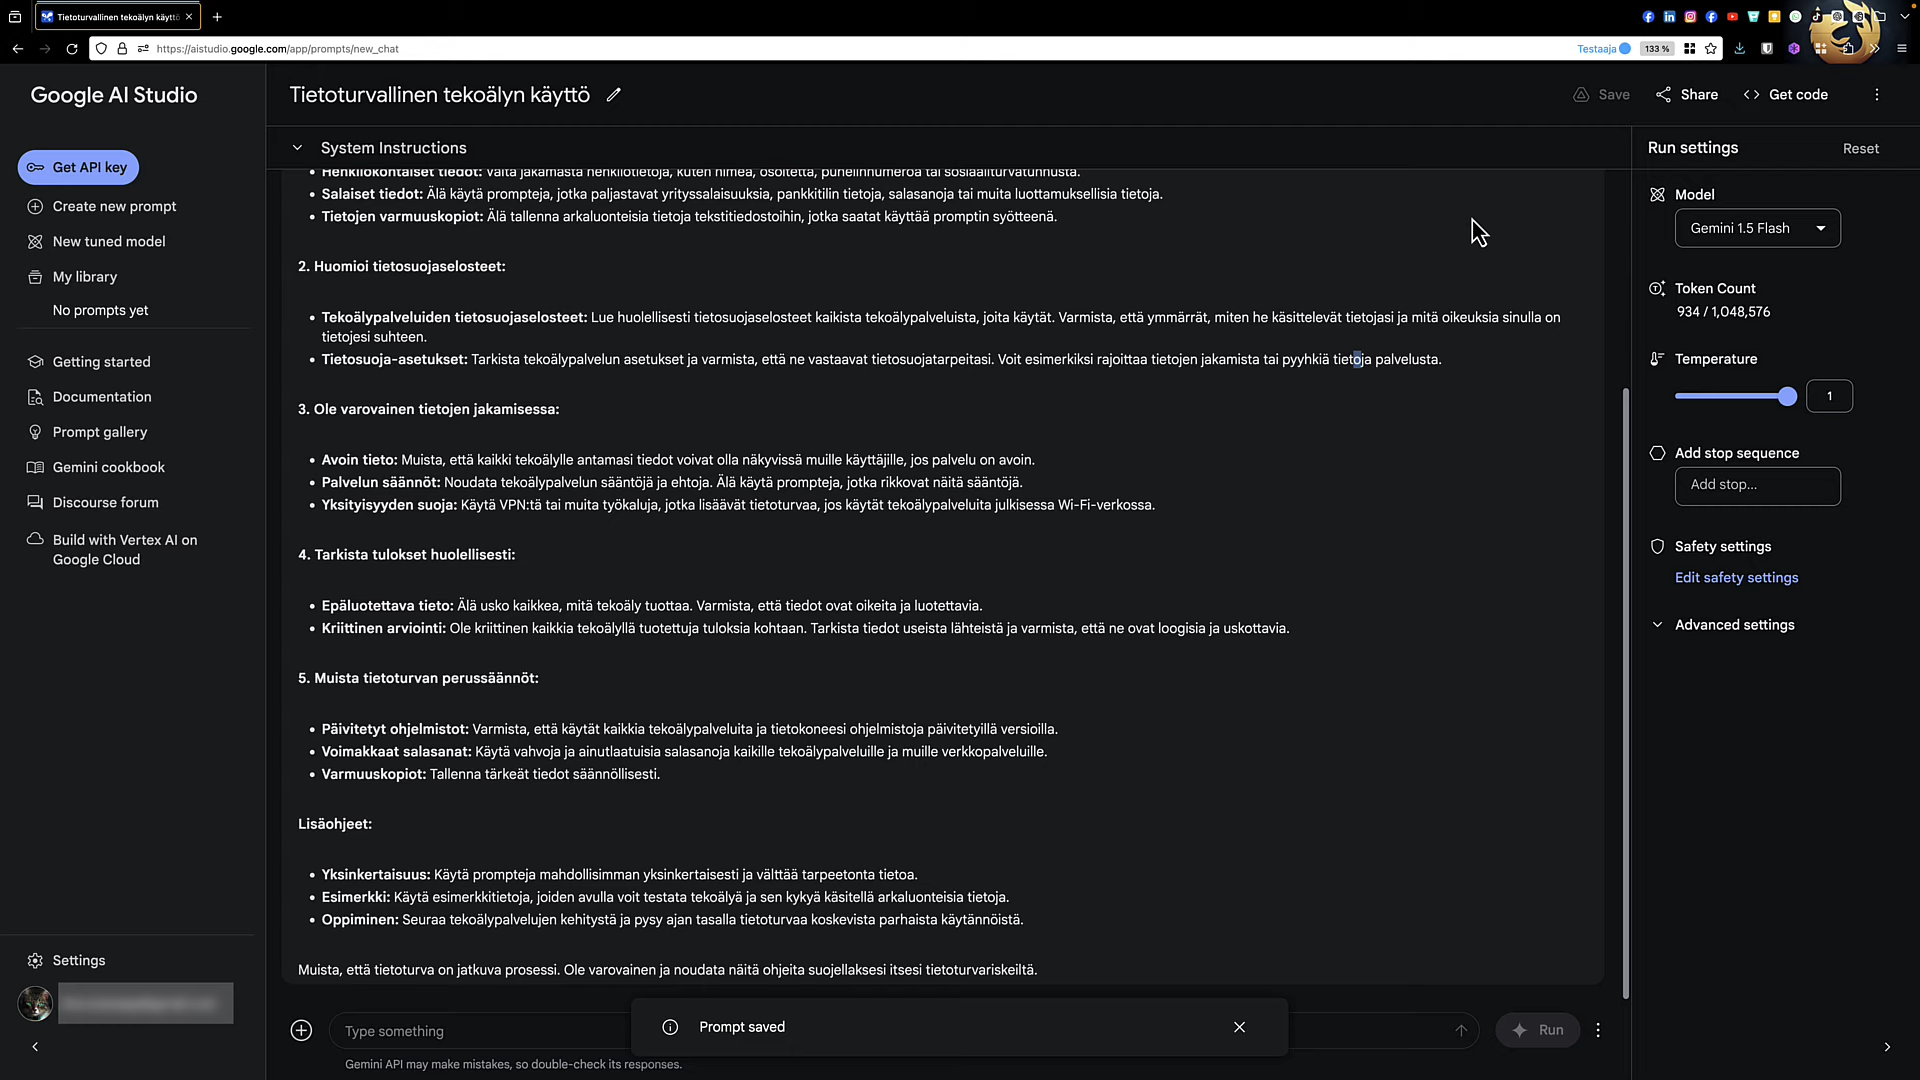 Tietoturvallinen tekoälyn käyttö
https://aistudio.google.com/app/prompts/new_chat
Testaaja
133 %
Google AI Studio
Get API key
Create new prompt
New tuned model
My library
No prompts yet
Getting started
Documentation
Prompt gallery
Gemini cookbook
Discourse forum
Build with Vertex AI on
Google Cloud
Settings
Tietoturvallinen tekoälyn käyttö
Save
Share
Get code
System Instructions
Henkilökohtaiset tiedot: Vältä jakamasta henkilötietoja, kuten nimeä, osoitetta, puhelinnumeroa tai sosiaaliturvatunnusta.
Salaiset tiedot: Älä käytä prompteja, jotka paljastavat yrityssalaisuuksia, pankkitilin tietoja, salasanoja tai muita luottamuksellisia tietoja.
Tietojen varmuuskopiot: Älä tallenna arkaluonteisia tietoja tekstitiedostoihin, jotka saatat käyttää promptin syötteenä.
2. Huomioi tietosuojaselosteet:
Tekoälypalveluiden tietosuojaselosteet: Lue huolellisesti tietosuojaselosteet kaikista tekoälypalveluista, joita käytät. Varmista, että ymmärrät, miten he käsittelevät tietojasi ja mitä oikeuksia sinulla on
tietojesi suhteen.
Tietosuoja-asetukset: Tarkista tekoälypalvelun asetukset ja varmista, että ne vastaavat tietosuojatarpeitasi. Voit esimerkiksi rajoittaa tietojen jakamista tai pyyhkiä tietoja palvelusta.
3. Ole varovainen tietojen jakamisessa:
Avoin tieto: Muista, että kaikki tekoälylle antamasi tiedot voivat olla näkyvissä muille käyttäjille, jos palvelu on avoin.
Palvelun säännöt: Noudata tekoälypalvelun sääntöjä ja ehtoja. Älä käytä prompteja, jotka rikkovat näitä sääntöjä.
Yksityisyyden suoja: Käytä VPN:tä tai muita työkaluja, jotka lisäävät tietoturvaa, jos käytät tekoälypalveluita julkisessa Wi-Fi-verkossa.
4. Tarkista tulokset huolellisesti:
Epäluotettava tieto: Älä usko kaikkea, mitä tekoäly tuottaa. Varmista, että tiedot ovat oikeita ja luotettavia.
Kriittinen arviointi: Ole kriittinen kaikkia tekoälyllä tuotettuja tuloksia kohtaan. Tarkista tiedot useista lähteistä ja varmista, että ne ovat loogisia ja uskottavia.
5. Muista tietoturvan perussäännöt:
Päivitetyt ohjelmistot: Varmista, että käytät kaikkia tekoälypalveluita ja tietokoneesi ohjelmistoja päivitetyillä versioilla.
Voimakkaat salasanat: Käytä vahvoja ja ainutlaatuisia salasanoja kaikille tekoälypalveluille ja muille verkkopalveluille.
Varmuuskopiot: Tallenna tärkeät tiedot säännöllisesti.
Lisäohjeet:
Yksinkertaisuus: Käytä prompteja mahdollisimman yksinkertaisesti ja välttää tarpeetonta tietoa.
Esimerkki: Käytä esimerkkitietoja, joiden avulla voit testata tekoälyä ja sen kykyä käsitellä arkaluonteisia tietoja.
Oppiminen: Seuraa tekoälypalvelujen kehitystä ja pysy ajan tasalla tietoturvaa koskevista parhaista käytännöistä.
Muista, että tietoturva on jatkuva prosessi. Ole varovainen ja noudata näitä ohjeita suojellaksesi itsesi tietoturvariskeiltä.
Type something
Prompt saved
Run
Gemini API may make mistakes, so double-check its responses.
Run settings
Reset
Model
Gemini 1.5 Flash
Token Count
934 / 1,048,576
Temperature
1
Add stop sequence
Add stop...
Safety settings
Edit safety settings
Advanced settings